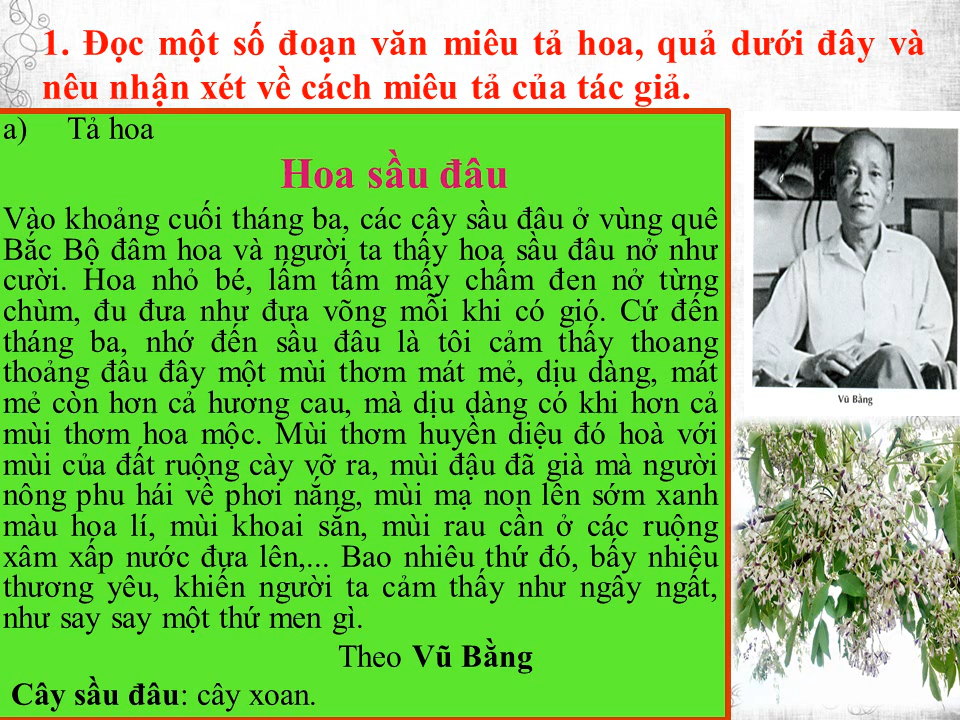 1. Đọc một số đoạn văn miêu tả hoa, quả dưới đây và
nêu nhận xét về cách miêu tả của tác giả.
a) Tả hoa
Hoa sầu đâu
Vào khoảng cuối tháng ba, các cây sầu đâu ở vùng quê
Bắc Bộ đâm hoa và người ta thấy hoa sầu đâu nở như
cười. Hoa nhỏ bé, lấm tấm mấy chấm đen nở từng
chùm, đu đưa như đưa võng mỗi khi có gió. Cứ đến
tháng ba, nhớ đến sầu đâu là tôi cảm thấy thoang
thoảng đâu đây một mùi thơm mát mẻ, dịu dàng, mát
mẻ còn hơn cả hương cau, mà dịu dàng có khi hơn cả
mùi thơm hoa mộc. Mùi thơm huyền diệu đó hoà với
mùi của đất ruộng cày vỡ ra, mùi đậu đã già mà người
nông phu hái về phơi nắng, mùi mạ non lên sớm xanh
màu hoa lí, mùi khoai sắn, mùi rau cần ở các ruộng
xâm xấp nước đưa lên,... Bao nhiêu thứ đó, bấy nhiêu
thương yêu, khiến người ta cảm thấy như ngây ngất,
như say say một thứ men gì.
Theo Vũ Bằng
Cây sầu đâu: cây xoan.
Vũ Bằng